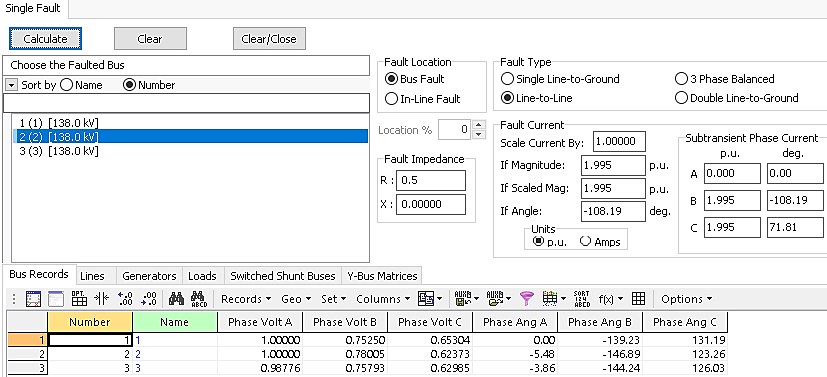 Single Fault
Calculate Clear Clear/Close
Choose the Faulted Bus
Sort by Name Number
1 (1) [138.0 kV]
2 (2) [138.0 kV]
3 (3) [138.0 kV]
Fault Location
Bus Fault
In-Line Fault
Location % 0
Fault Impedance
R : 0.5
X : 0.00000
Fault Type
Single Line-to-Ground 3 Phase Balanced
Line-to-Line Double Line-to-Ground
Fault Current
Scale Current By: 1.00000
If Magnitude: 1.995 p.u.
If Scaled Mag: 1.995 p.u.
If Angle: -108.19 deg.
Units
p.u. Amps
Subtransient Phase Current
p.u. deg.
A 0.000 0.00
B 1.995 -108.19
C 1.995 71.81
Bus Records Lines Generators Loads Switched Shunt Buses Y-Bus Matrices
Records Geo Set Columns f(x) Options
Number Name Phase Volt A Phase Volt B Phase Volt C Phase Ang A Phase Ang B Phase Ang C
1 1 1 1.00000 0.75250 0.65304 0.00 -139.23 131.19
2 2 2 1.00000 0.78005 0.62373 -5.48 -146.89 123.26
3 3 3 0.98776 0.75793 0.62985 -3.86 -144.24 126.03